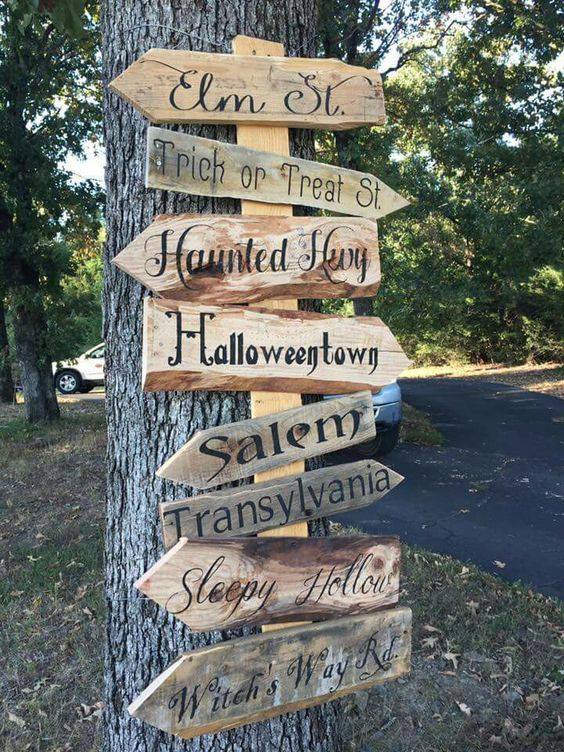 Elm St.
Trick or Treat St.
Haunted Hwy
Halloweentown
Salem
Transylvania
Sleepy Hollow
Witch's Way Rd.